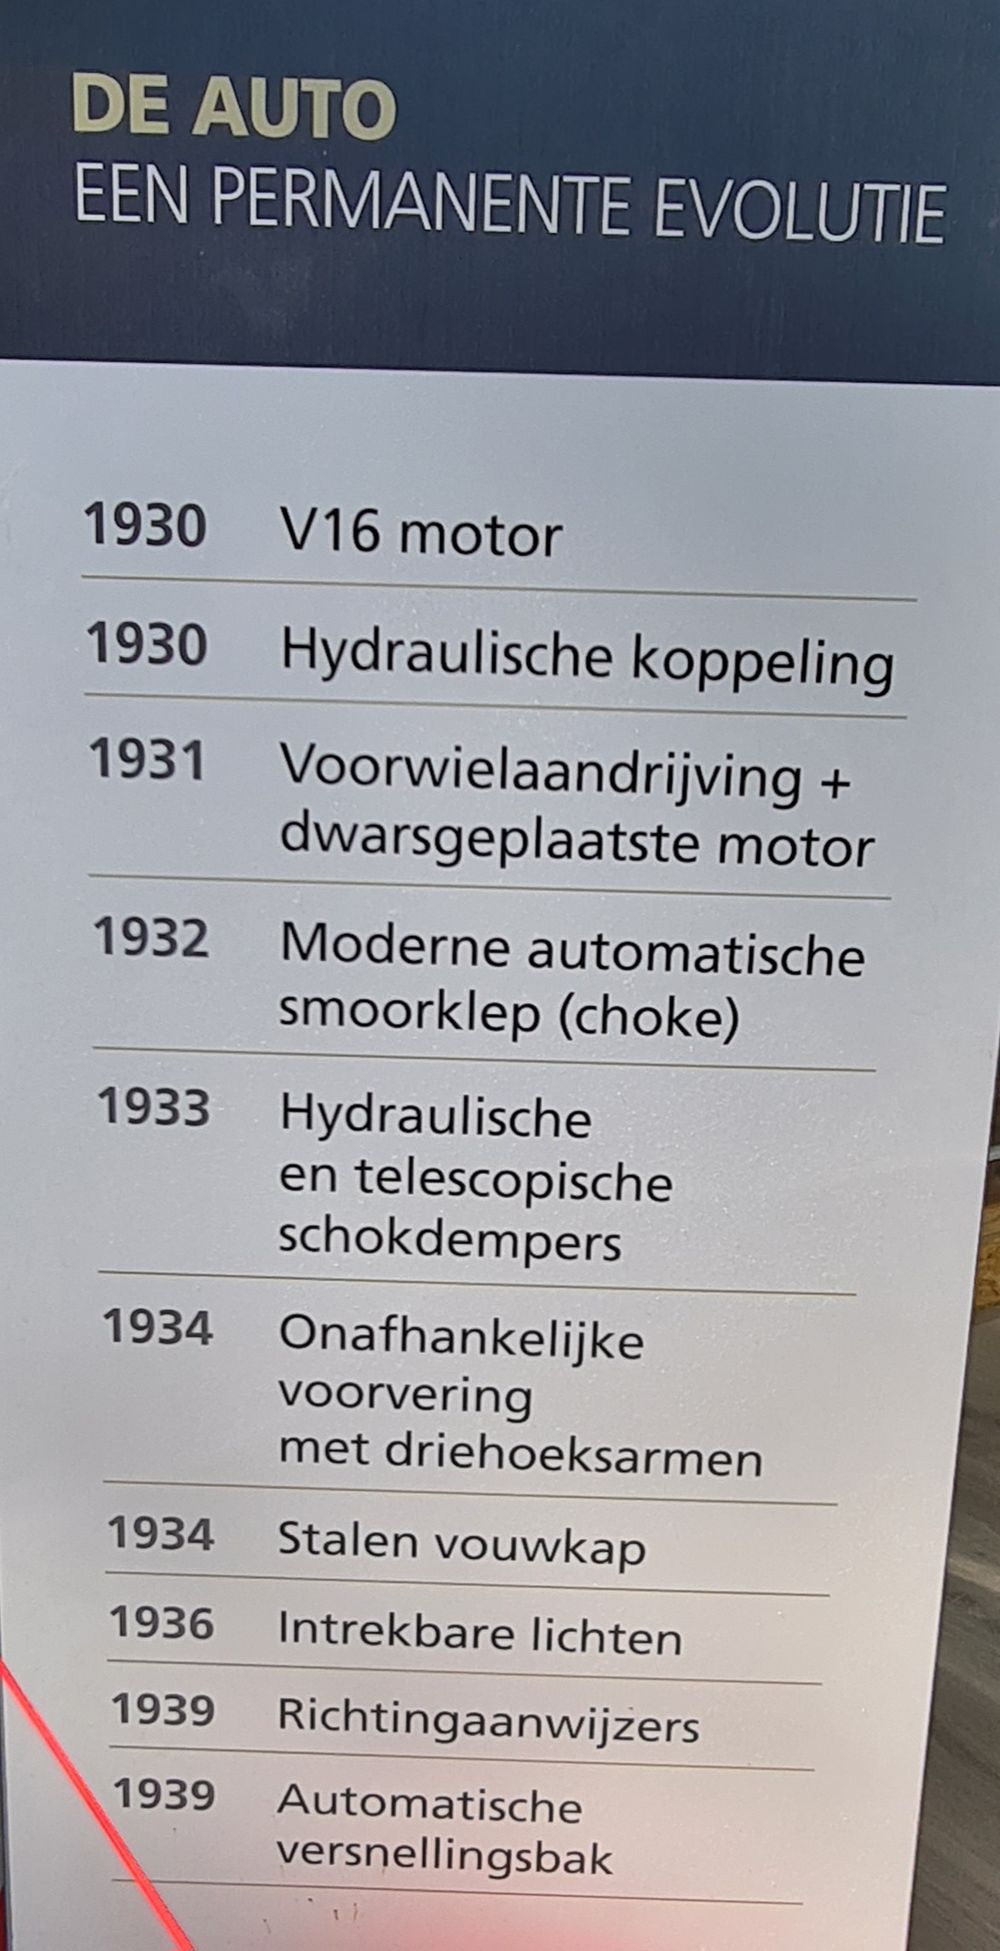 DE AUTO
EEN PERMANENTE EVOLUTIE
1930 V16 motor
1930 Hydraulische koppeling
1931 Voorwielaandrijving +
dwarsgeplaatste motor
1932 Moderne automatische
smoorklep (choke)
1933 Hydraulische
en telescopische
schokdempers
1934 Onafhankelijke
voorvering
met driehoeksarmen
1934 Stalen vouwkap
1936 Intrekbare lichten
1939 Richtingaanwijzers
1939 Automatische
versnellingsbak